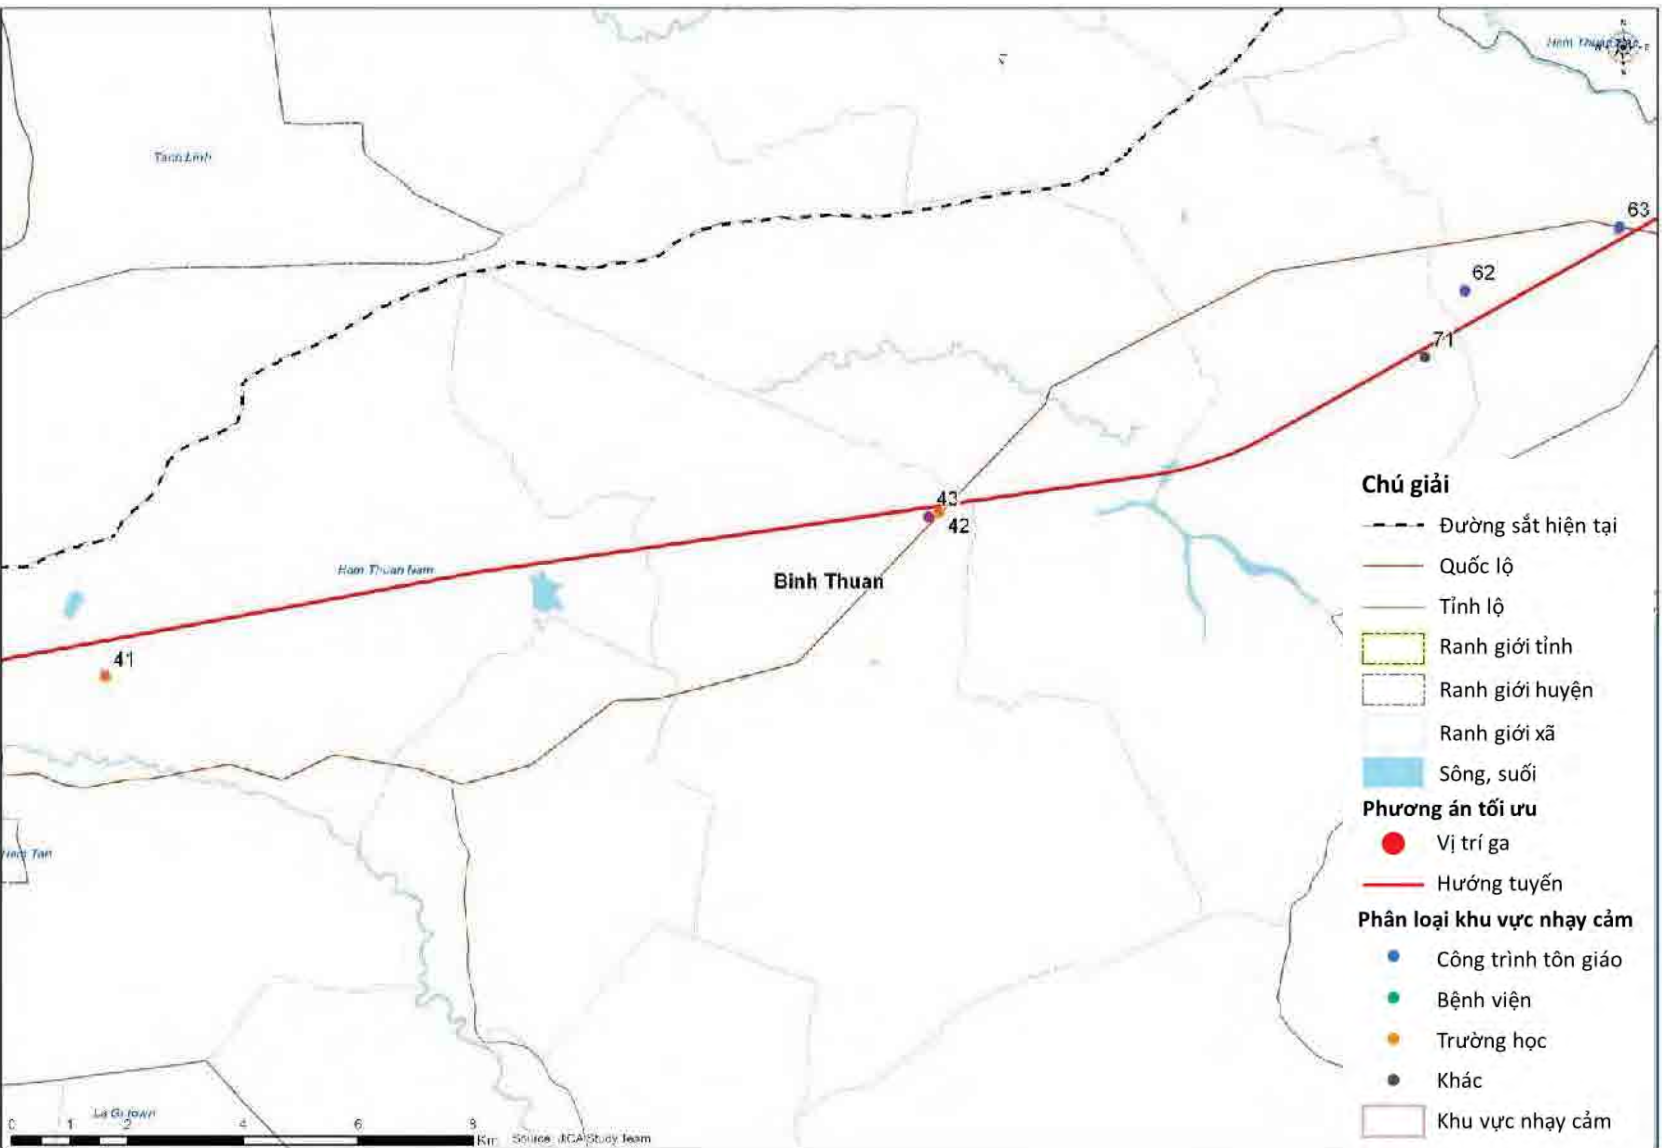 N
Tanh Linh
63
62
71
43
42
Ham Thuan Nam
Binh Thuan
41
Ham Tan
La Gi town
0 1 2 4 6 8
Km Source: JICA Study Team
Chú giải
Đường sắt hiện tại
Quốc lộ
Tỉnh lộ
Ranh giới tỉnh
Ranh giới huyện
Ranh giới xã
Sông, suối
Phương án tối ưu
Vị trí ga
Hướng tuyến
Phân loại khu vực nhạy cảm
Công trình tôn giáo
Bệnh viện
Trường học
Khác
Khu vực nhạy cảm